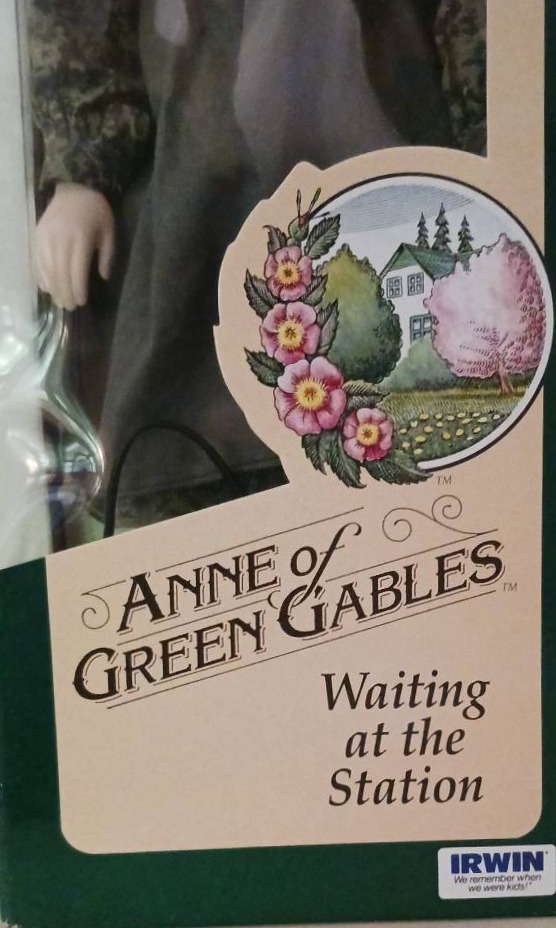 TM
ANNE of
GREEN GABLES TM
Waiting
at the
Station
IRWIN
We remember when
we were kids!™